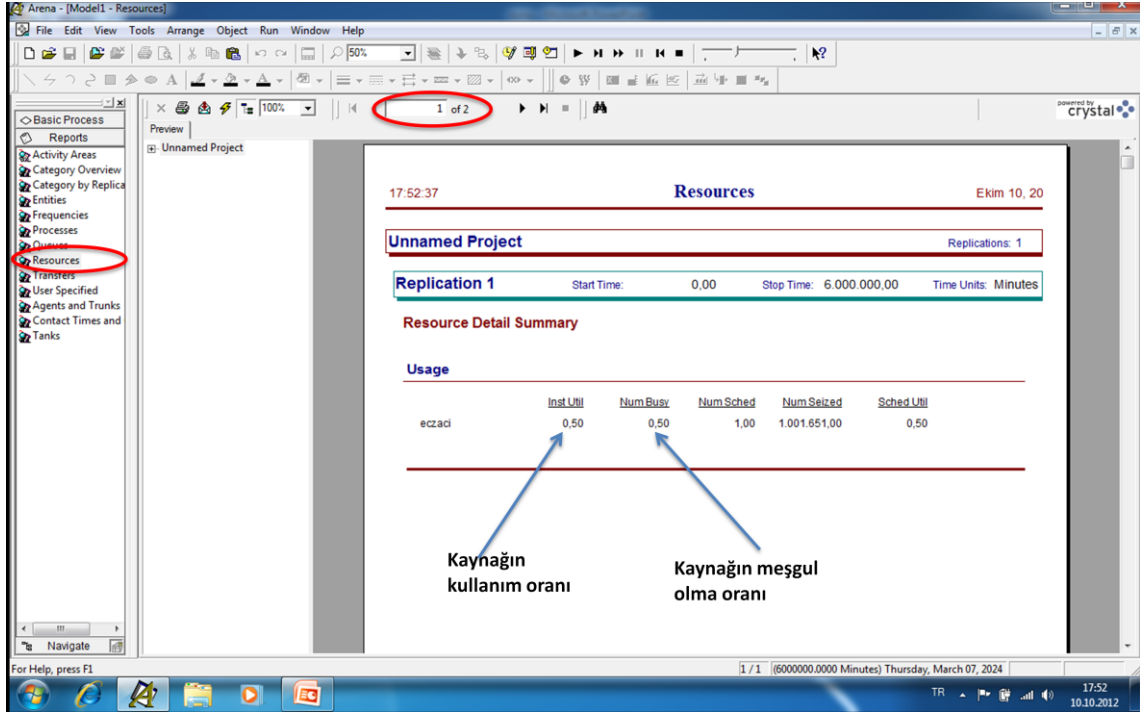 Arena - [Model1 - Resources]
File Edit View Tools Arrange Object Run Window Help
50%
Basic Process
Reports
Activity Areas
Category Overview
Category by Replica
Entities
Frequencies
Processes
Queues
Resources
Transfers
User Specified
Agents and Trunks
Contact Times and
Tanks
Navigate
100%
1 of 2
powered by
crystal
Preview
Unnamed Project
17:52:37 Resources Ekim 10, 20
Unnamed Project Replications: 1
Replication 1 Start Time: 0,00 Stop Time: 6.000.000,00 Time Units: Minutes
Resource Detail Summary
Usage
Inst Util Num Busy Num Sched Num Seized Sched Util
eczaci 0,50 0,50 1,00 1.001.651,00 0,50
Kaynağın
kullanım oranı
Kaynağın meşgul
olma oranı
For Help, press F1
1 / 1 (6000000.0000 Minutes) Thursday, March 07, 2024
TR
17:52
10.10.2012